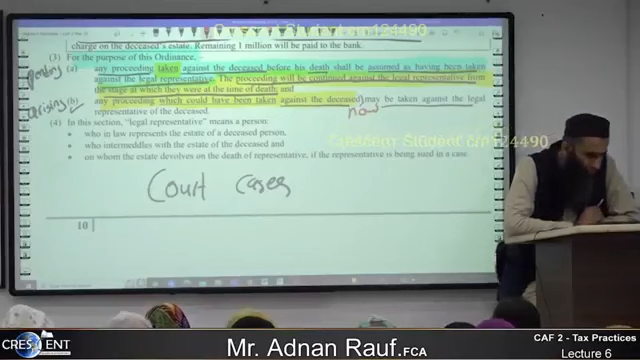 Crescent Student crn124490
charge on the deceased's estate. Remaining 1 million will be paid to the bank.
(3) For the purpose of this Ordinance.
pending (a) any proceeding taken against the deceased before his death shall be assumed as having been taken
against the legal representative. The proceeding will be continued against the legal representative from
the stage at which they were at the time of death; and
arising (b) any proceeding which could have been taken against the deceased) may be taken against the legal
representative of the deceased. now
(4) In this section, "legal representative" means a person:
Crescent Student crn124490
• who in law represents the estate of a deceased person,
• who intermeddles with the estate of the deceased and
• on whom the estate devolves on the death of representative, if the representative is being sued in a case.
Court cases
10
CRESCENT
Mr. Adnan Rauf.FCA
CAF 2 - Tax Practices
Lecture 6